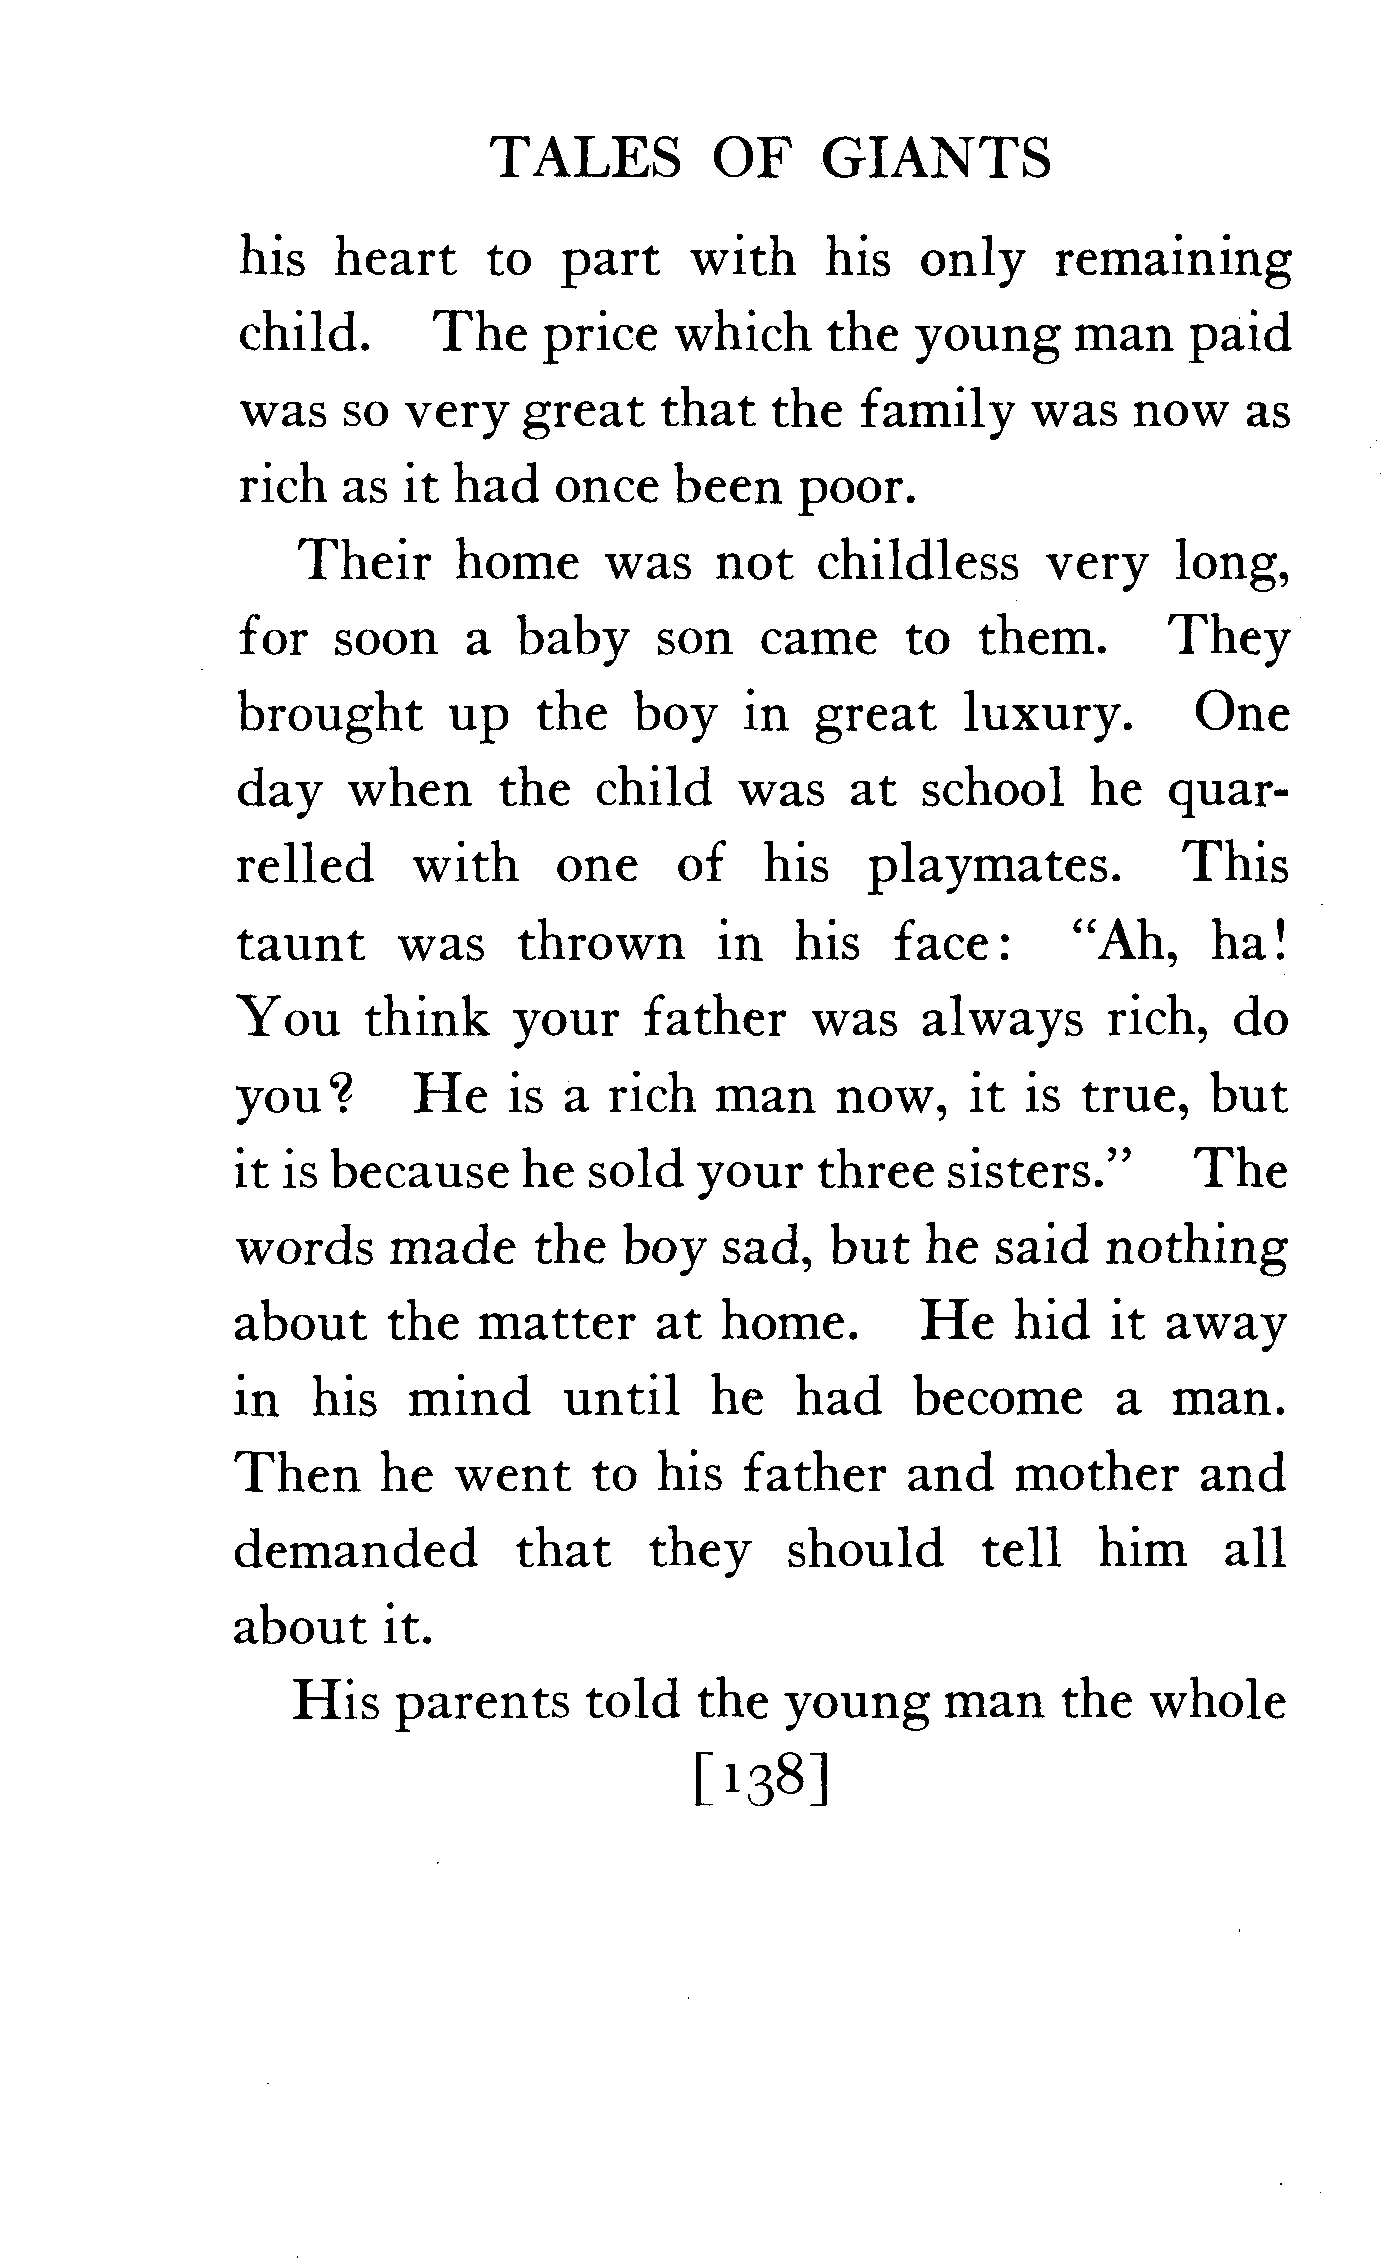 TALES OF GIANTS
his heart to part with his only remaining
child. The price which the young man paid
was so very great that the family was now as
rich as it had once been poor.
Their home was not childless very long,
for soon a baby son came to them. They
brought up the boy in great luxury. One
day when the child was at school he quar-
relled with one of his playmates. This
taunt was thrown in his face: “Ah, ha!
You think your father was always rich, do
you? He is a rich man now, it is true, but
it is because he sold your three sisters.” The
words made the boy sad, but he said nothing
about the matter at home. He hid it away
in his mind until he had become a man.
Then he went to his father and mother and
demanded that they should tell him all
about it.
His parents told the young man the whole
[138]